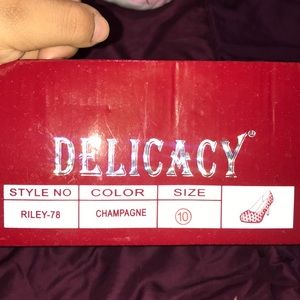 DELICACY®
STYLE NO COLOR SIZE
RILEY-78 CHAMPAGNE 10